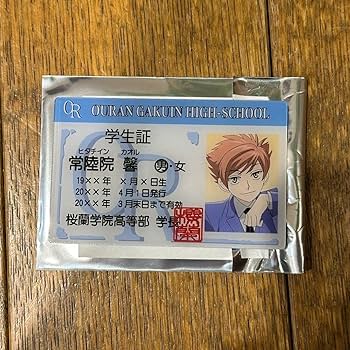 OR
OURAN GAKUIN HIGH-SCHOOL
学生証
ヒタチイン カオル
常陸院 馨 男・女
19××年 ×月×日生
20××年 4月1日発行
20××年 3月末日まで有効
桜蘭学院高等部 学長